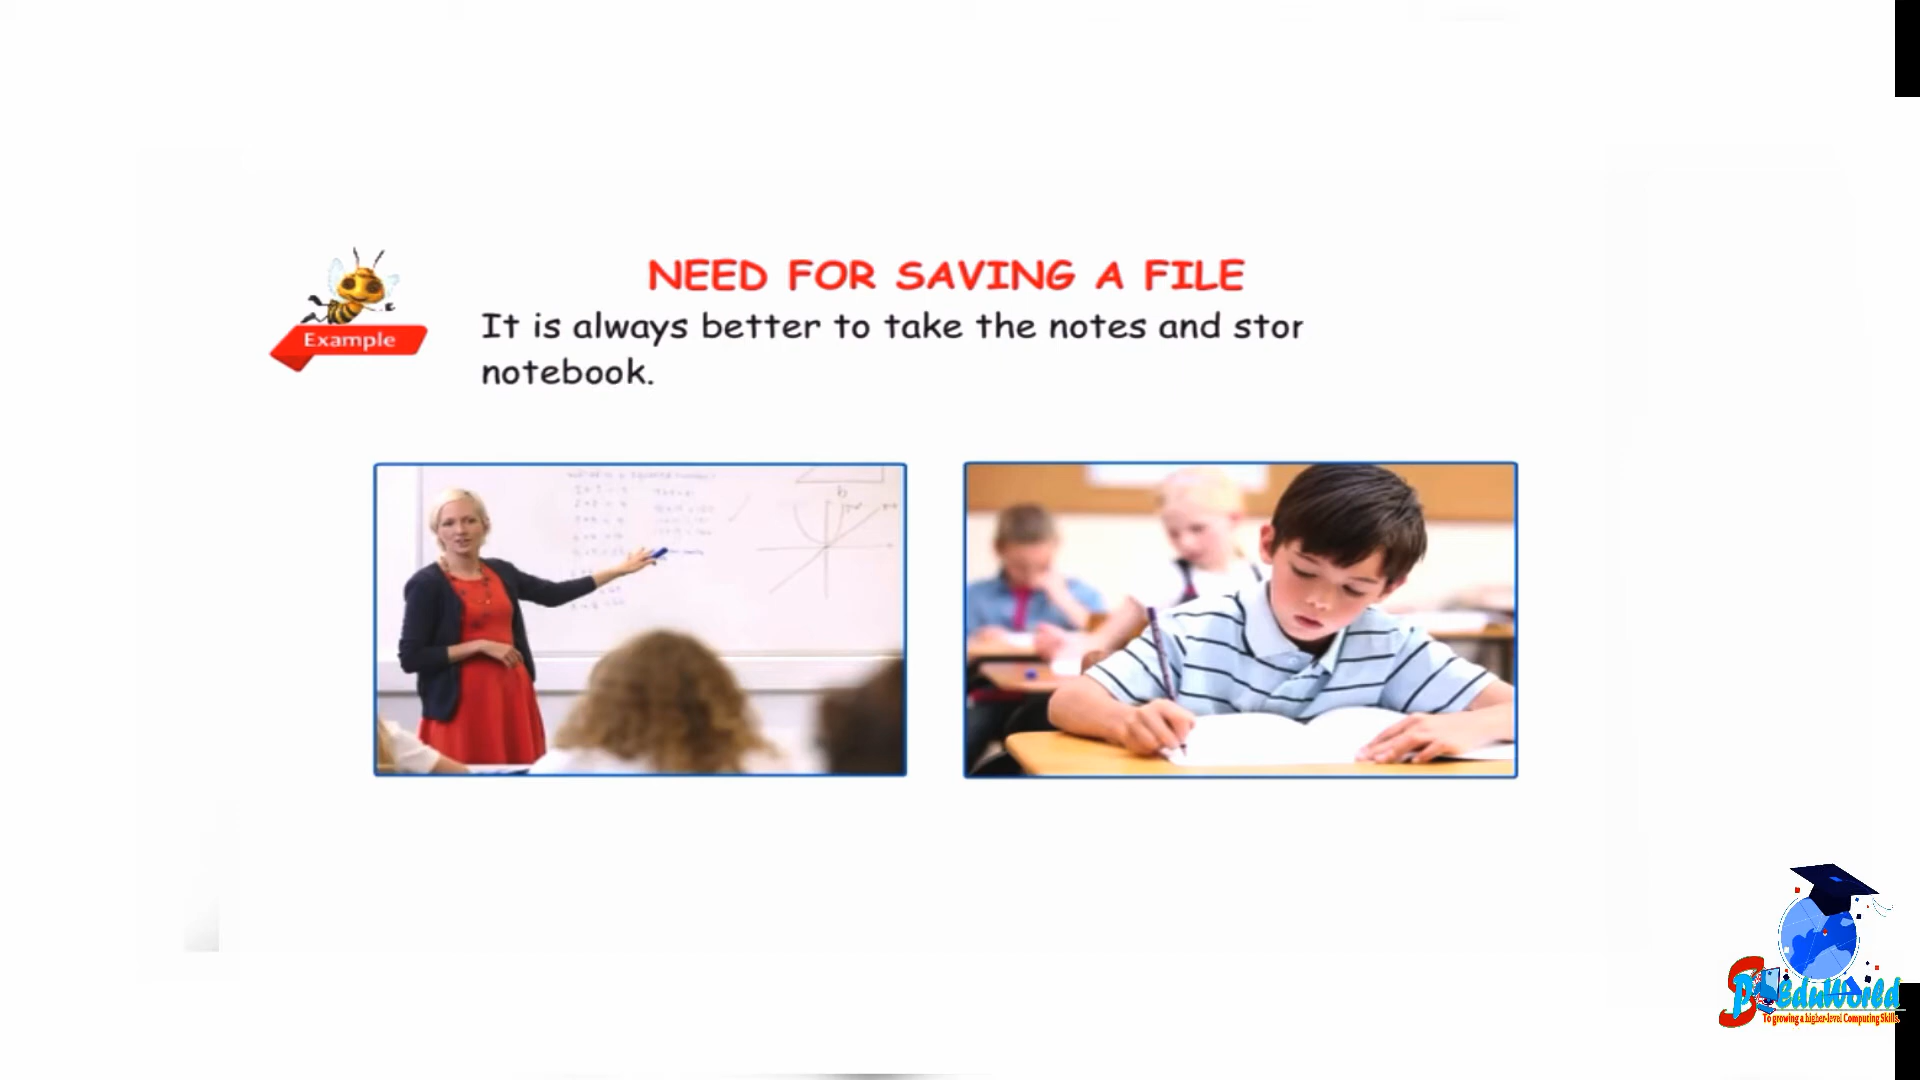 NEED FOR SAVING A FILE
Example
It is always better to take the notes and stor
notebook.
EduWorld
To growing a higher-level Computing Skills.